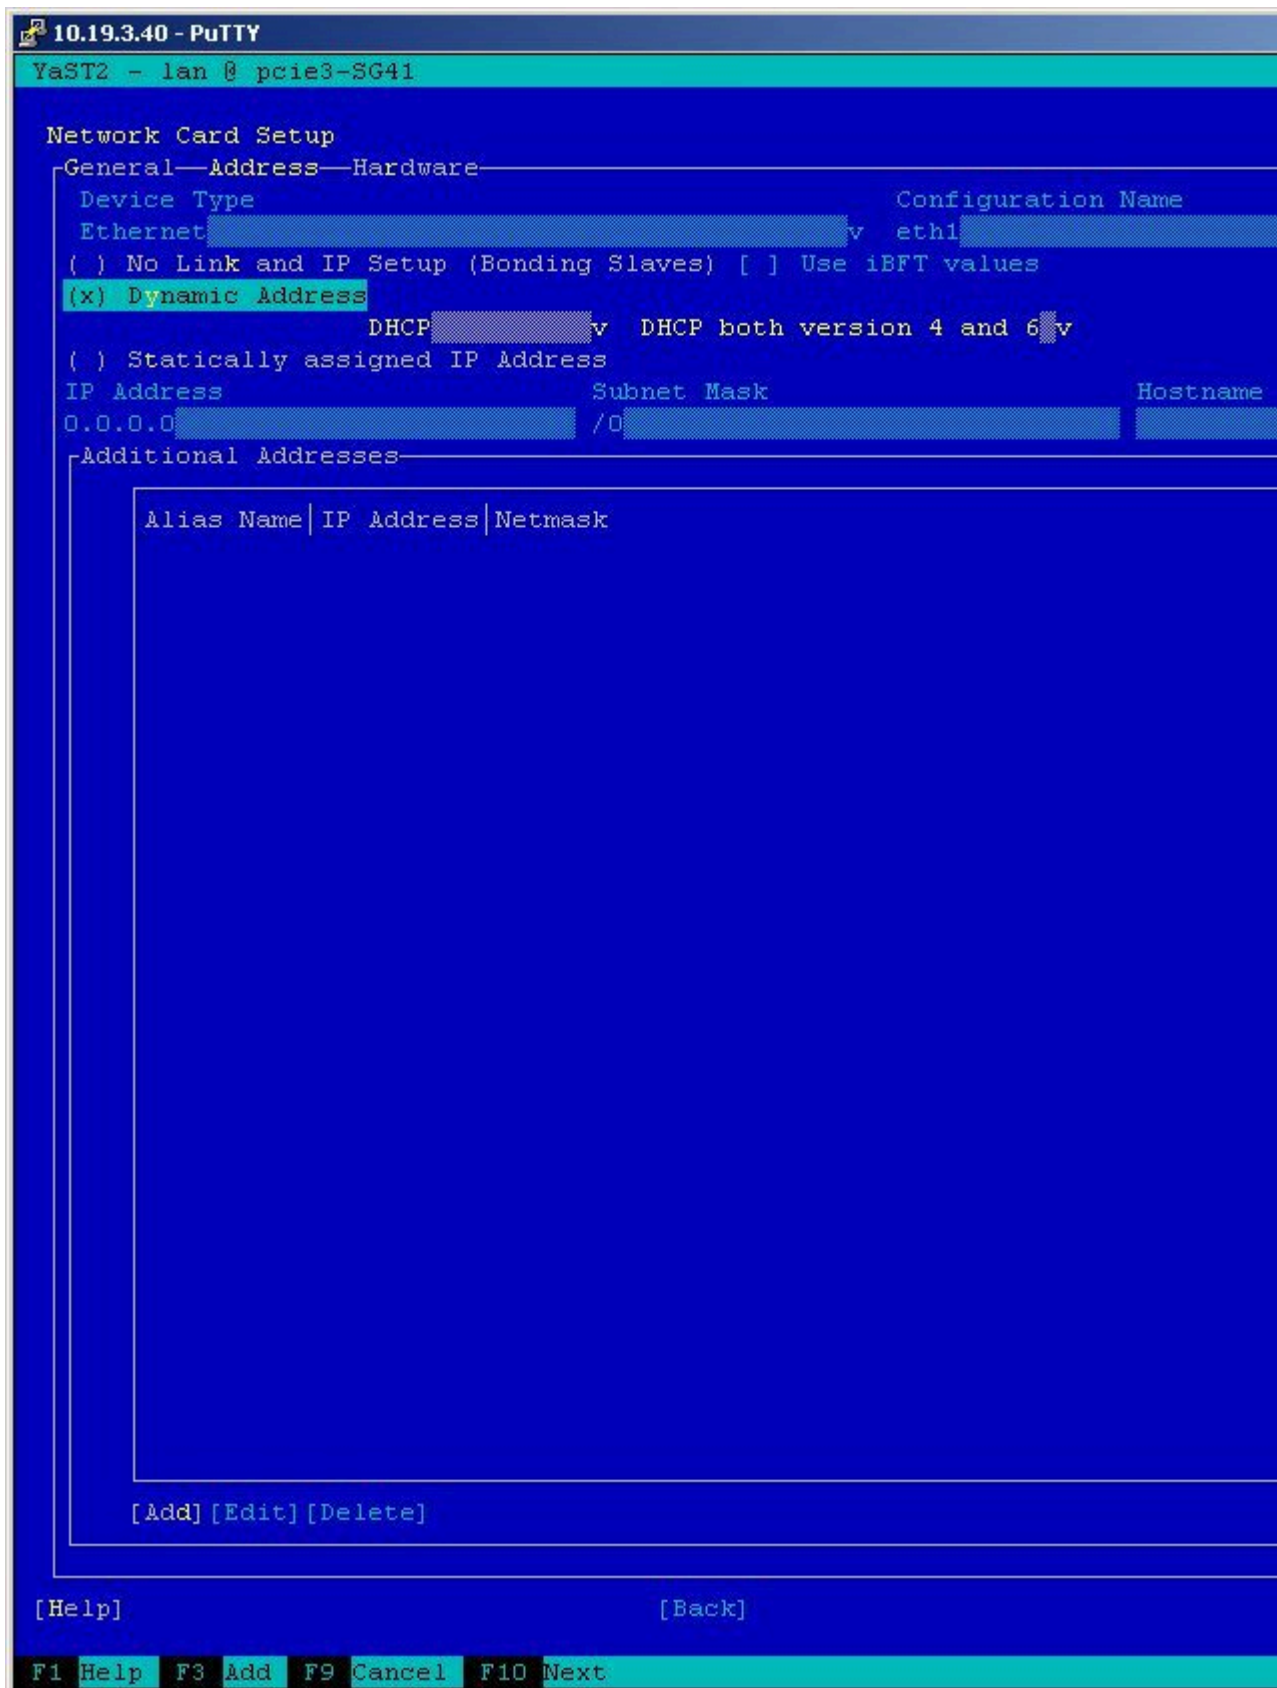 10.19.3.40 - PuTTY
YaST2 - lan @ pcie3-SG41
Network Card Setup
General—Address—Hardware
Device Type Configuration Name
Ethernet v eth1
( ) No Link and IP Setup (Bonding Slaves) [ ] Use iBFT values
(x) Dynamic Address
DHCP v DHCP both version 4 and 6 v
( ) Statically assigned IP Address
IP Address Subnet Mask Hostname
0.0.0.0 /0
Additional Addresses
Alias Name|IP Address|Netmask
[Add][Edit][Delete]
[Help] [Back]
F1 Help F3 Add F9 Cancel F10 Next